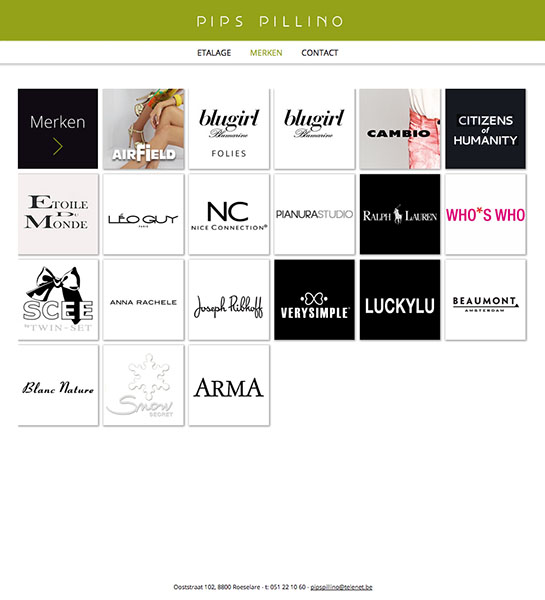 PIPS PILLINO
ETALAGE MERKEN CONTACT
Merken
AIRFIELD
blugirl
Blumarine
FOLIES
blugirl
Blumarine
CAMBIO
CITIZENS
of
HUMANITY
ETOILE
DU
MONDE
LÉO GUY
PARIS
NC
NICE CONNECTION®
PIANURASTUDIO
RALPH LAUREN
WHO*S WHO
SCEE
by TWIN-SET
ANNA RACHELE
Joseph Ribkoff
VERYSIMPLE
LUCKYLU
BEAUMONT.
AMSTERDAM
Blanc Nature
Snow
SECRET
ARMA
Ooststraat 102, 8800 Roeselare - t: 051 22 10 60 - pipspillino@telenet.be